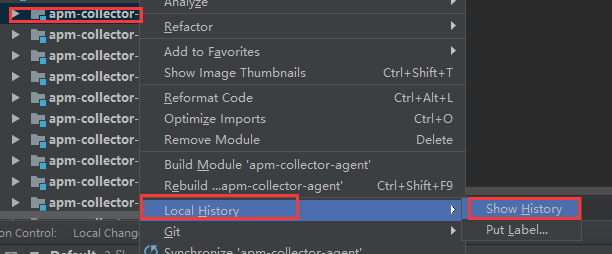 Analyze
apm-collector-
Refactor
apm-collector-
Add to Favorites
apm-collector-
Show Image Thumbnails Ctrl+Shift+T
apm-collector-
Reformat Code Ctrl+Alt+L
apm-collector-
Optimize Imports Ctrl+O
apm-collector-
Remove Module Delete
apm-collector-
Build Module 'apm-collector-agent'
apm-collector-
Rebuild ...apm-collector-agent' Ctrl+Shift+F9
apm-collector-
Local History Show History
apm-collector-
Git Put Label...
on Control: Local Change
Synchronize 'apm-collector-agent'
Default